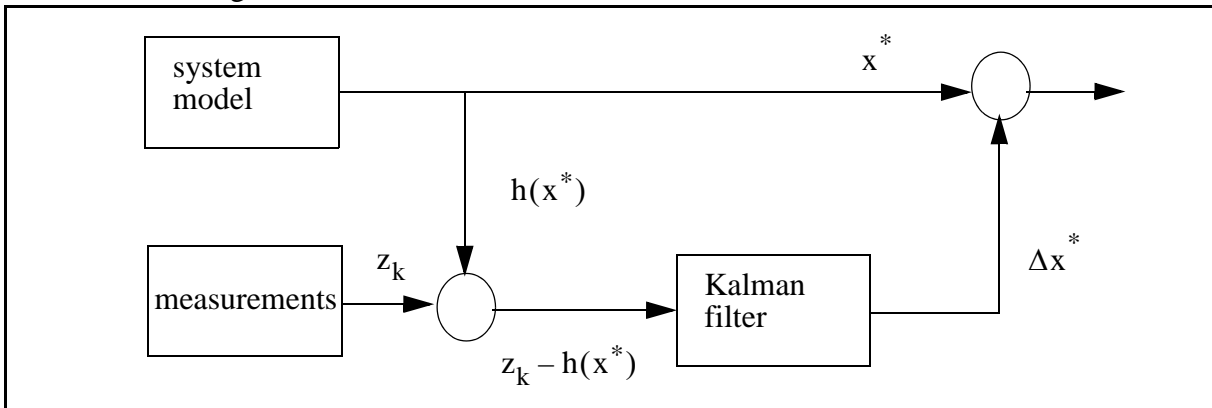 system
model
x*
h(x*)
measurements
z_k
z_k – h(x*)
Kalman
filter
Δx*